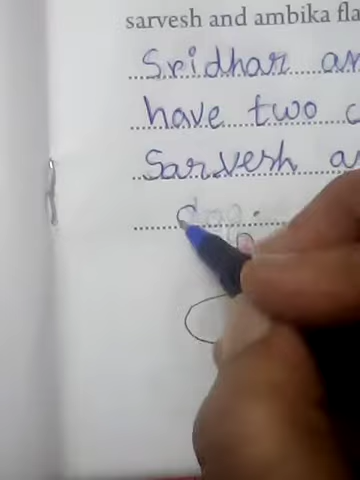 sarvesh and ambika fla
Sridhar an
have two c
Sarvesh a
dog.